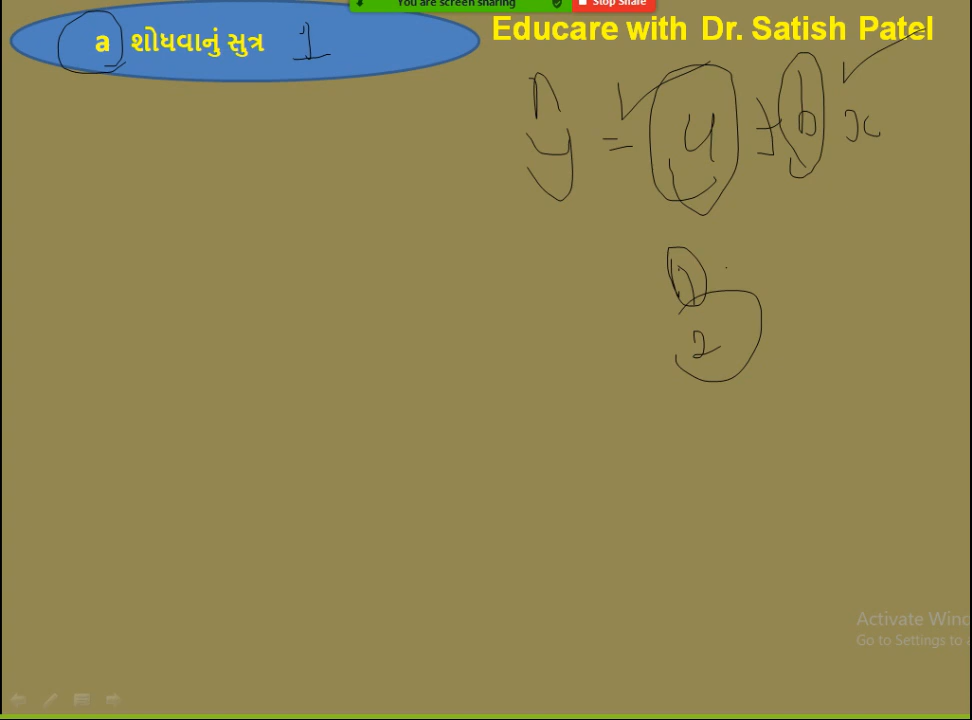 You are screen sharing Stop Share
a શોધવાનું સુત્ર 1
Educare with Dr. Satish Patel
ŷ = a + b x
b
2
Activate Wind
Go to Settings to a